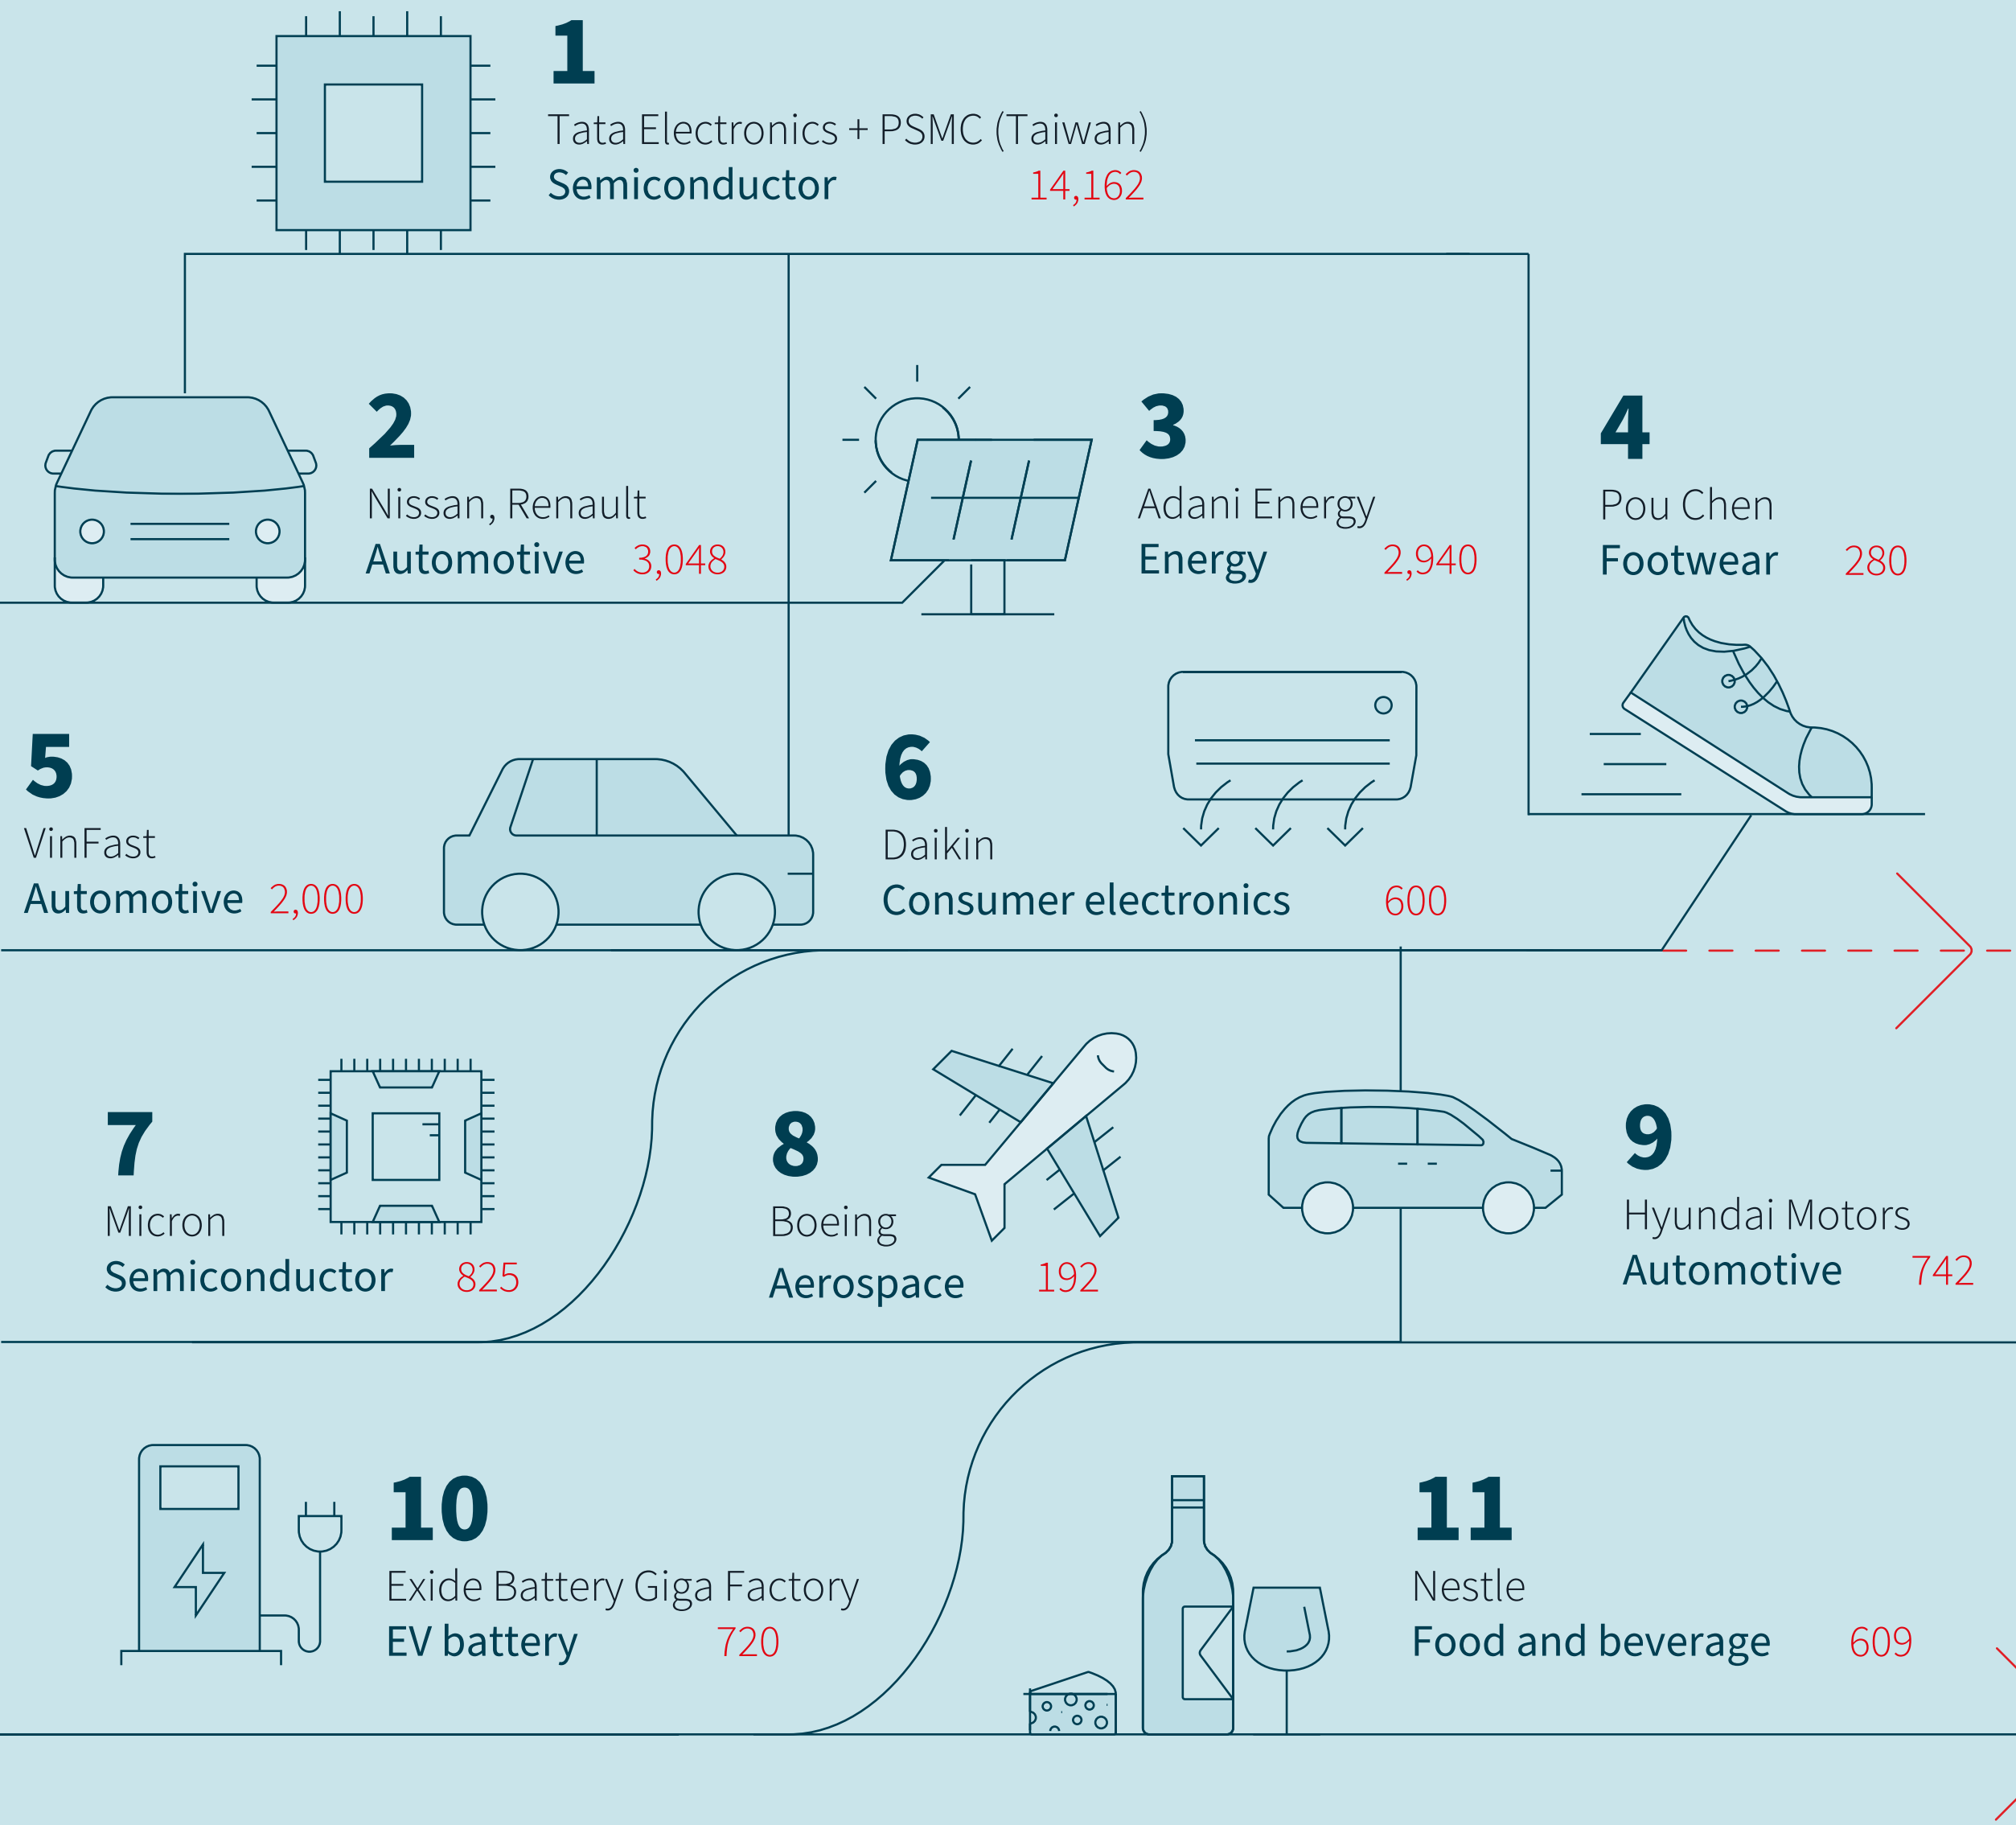 1
Tata Electronics + PSMC (Taiwan)
Semiconductor 14,162
2
Nissan, Renault
Automotive 3,048
3
Adani Energy
Energy 2,940
4
Pou Chen
Footwear 280
5
VinFast
Automotive 2,000
6
Daikin
Consumer electronics 600
7
Micron
Semiconductor 825
8
Boeing
Aerospace 192
9
Hyundai Motors
Automotive 742
10
Exide Battery Giga Factory
EV battery 720
11
Nestle
Food and beverage 609